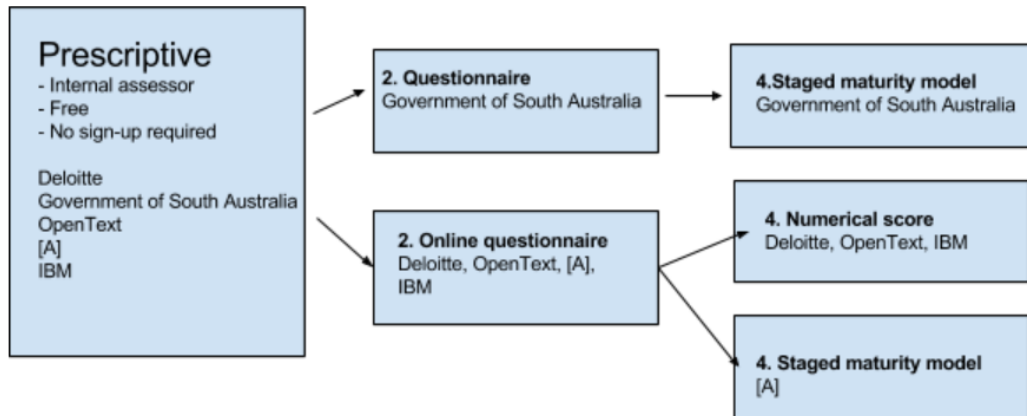 Prescriptive
- Internal assessor
- Free
- No sign-up required
Deloitte
Government of South Australia
OpenText
[A]
IBM
2. Questionnaire
Government of South Australia
4.Staged maturity model
Government of South Australia
2. Online questionnaire
Deloitte, OpenText, [A],
IBM
4. Numerical score
Deloitte, OpenText, IBM
4. Staged maturity model
[A]